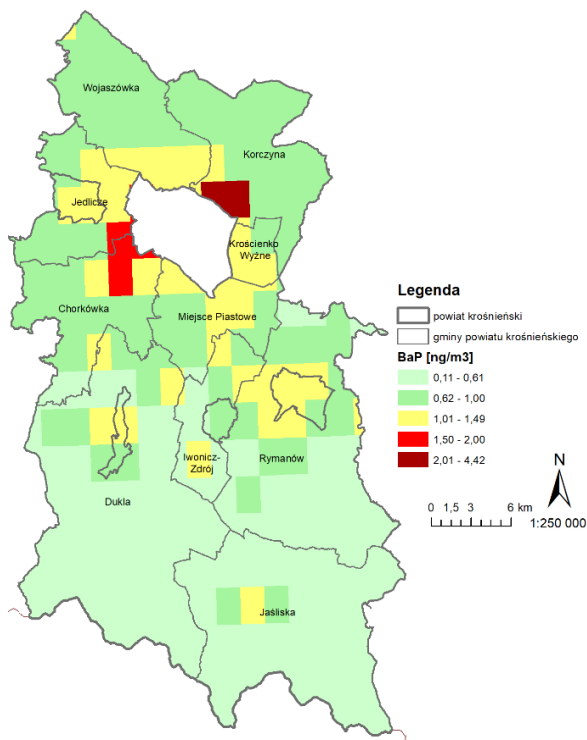 Wojaszówka
Korczyna
Jedlicze
Krościenko
Wyżne
Chorkówka
Miejsce Piastowe
Iwonicz-
Zdrój
Rymanów
Dukla
Jaśliska
Legenda
powiat krośnieński
gminy powiatu krośnieńskiego
BaP [ng/m3]
0,11 - 0,61
0,62 - 1,00
1,01 - 1,49
1,50 - 2,00
2,01 - 4,42
N
0 1,5 3 6 km
1:250 000